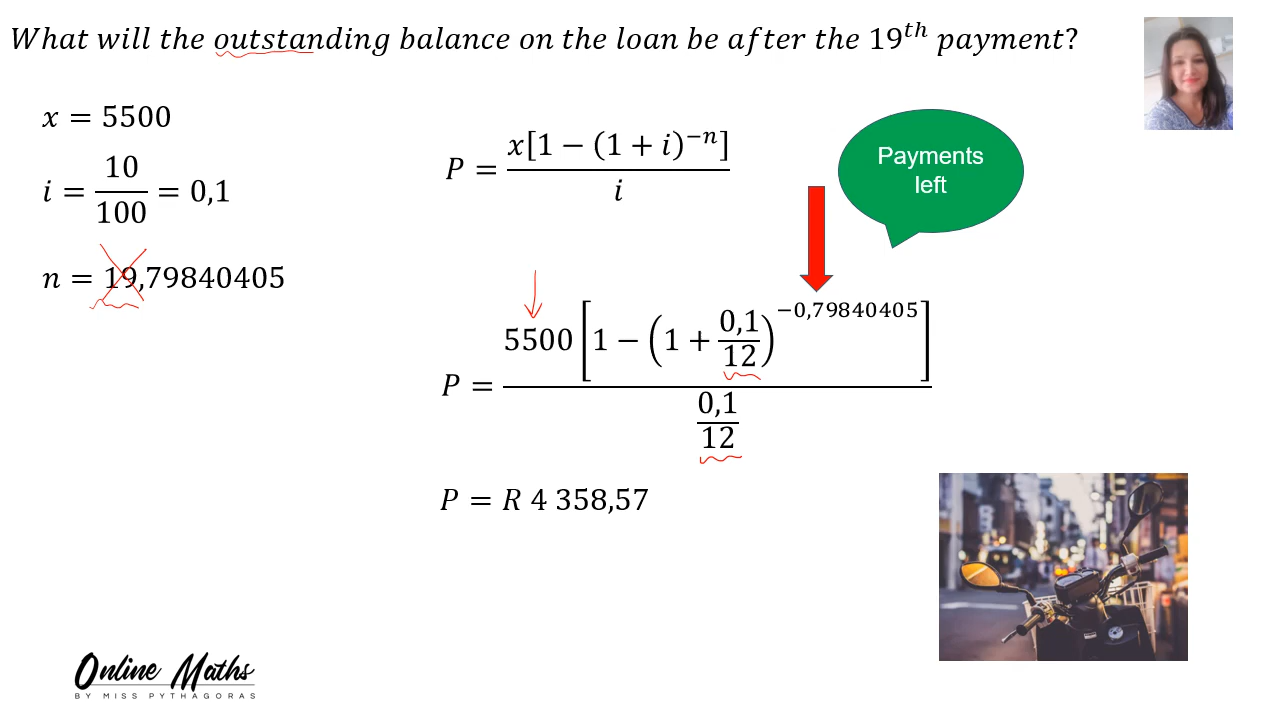 What will the outstanding balance on the loan be after the 19ᵗʰ payment?
x = 5500
i = 10/100 = 0,1
n = 19,79840405
P = x[1 − (1 + i)⁻ⁿ] / i
Payments
left
P = 5500[1 − (1 + 0,1/12)^−0,79840405] / (0,1/12)
P = R 4 358,57
Online Maths
BY MISS PYTHAGORAS